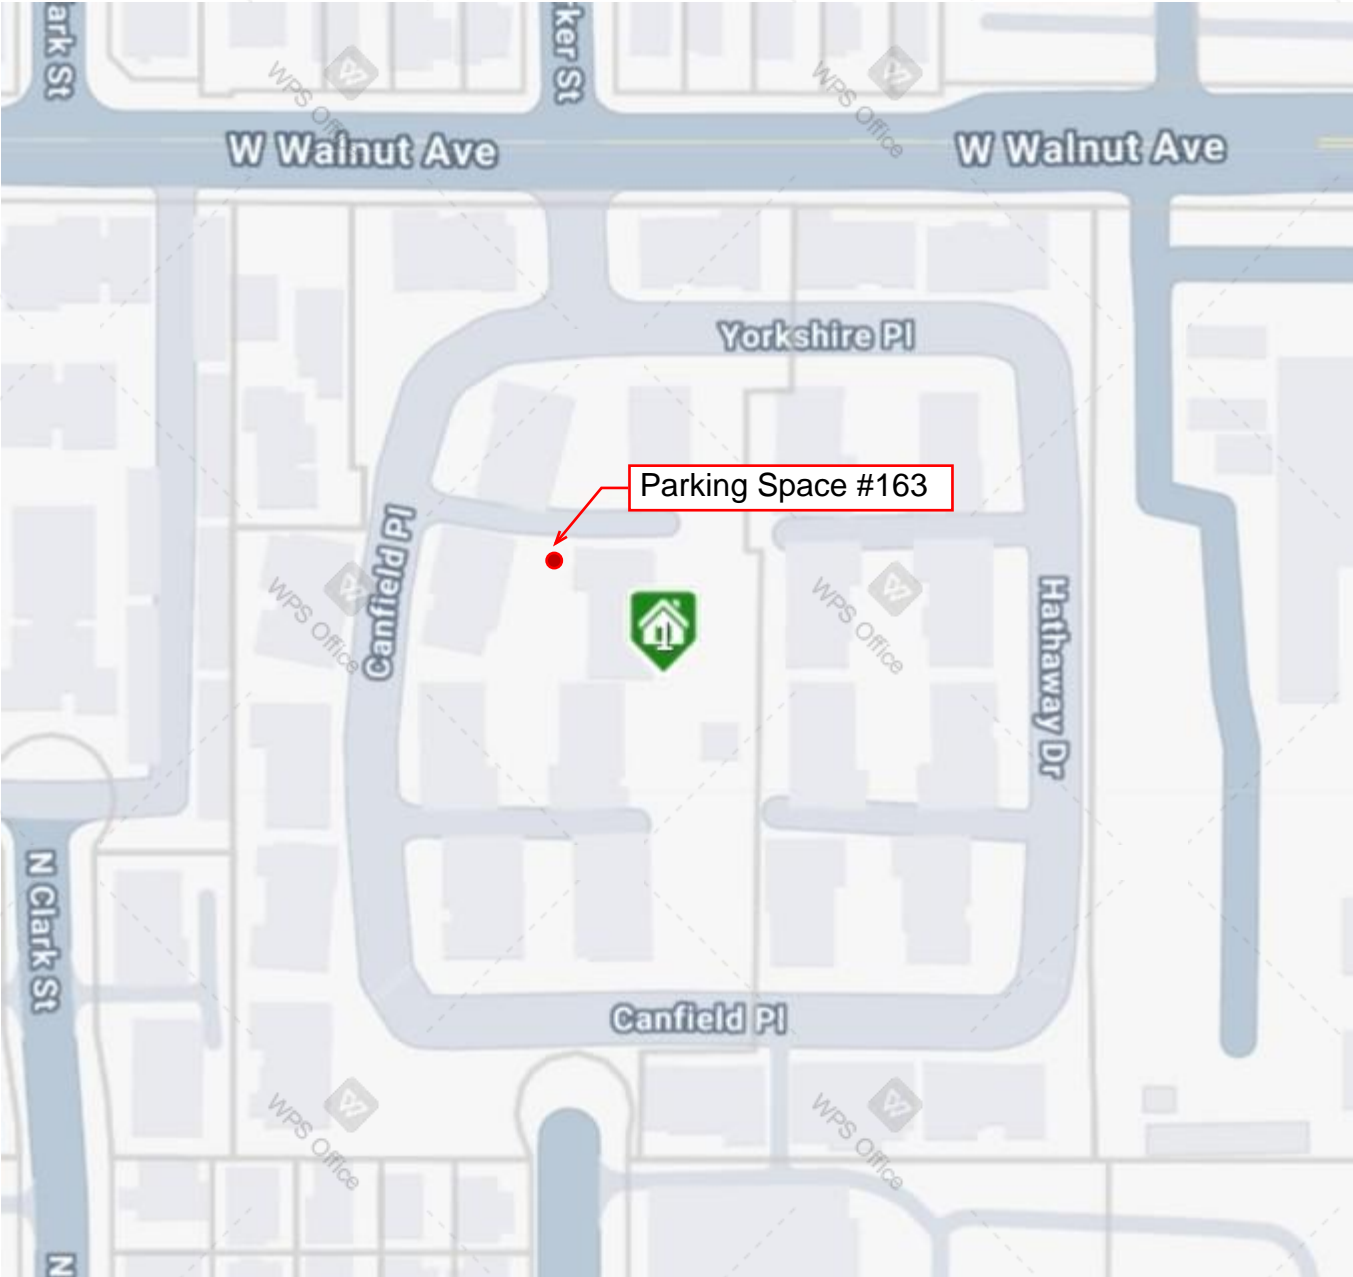 ark St
ker St
WPS Office
WPS Office
W Walnut Ave
W Walnut Ave
Yorkshire Pl
Parking Space #163
Canfield Pl
WPS Office
1
WPS Office
Hathaway Dr
N Clark St
Canfield Pl
WPS Office
WPS Office
N